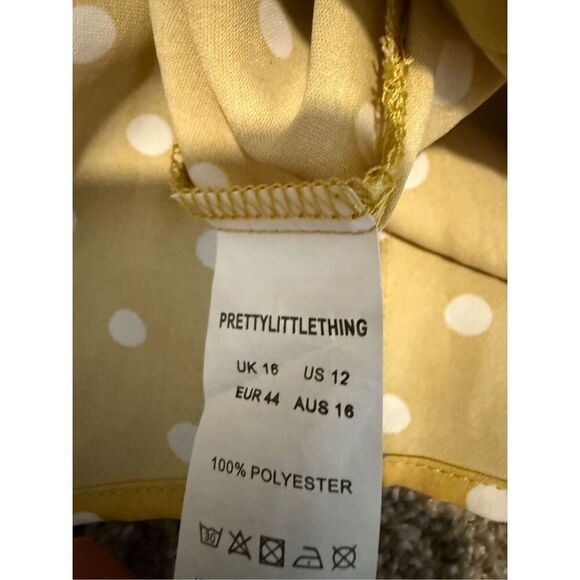 PRETTYLITTLETHING
UK 16 US 12
EUR 44 AUS 16
100% POLYESTER
30